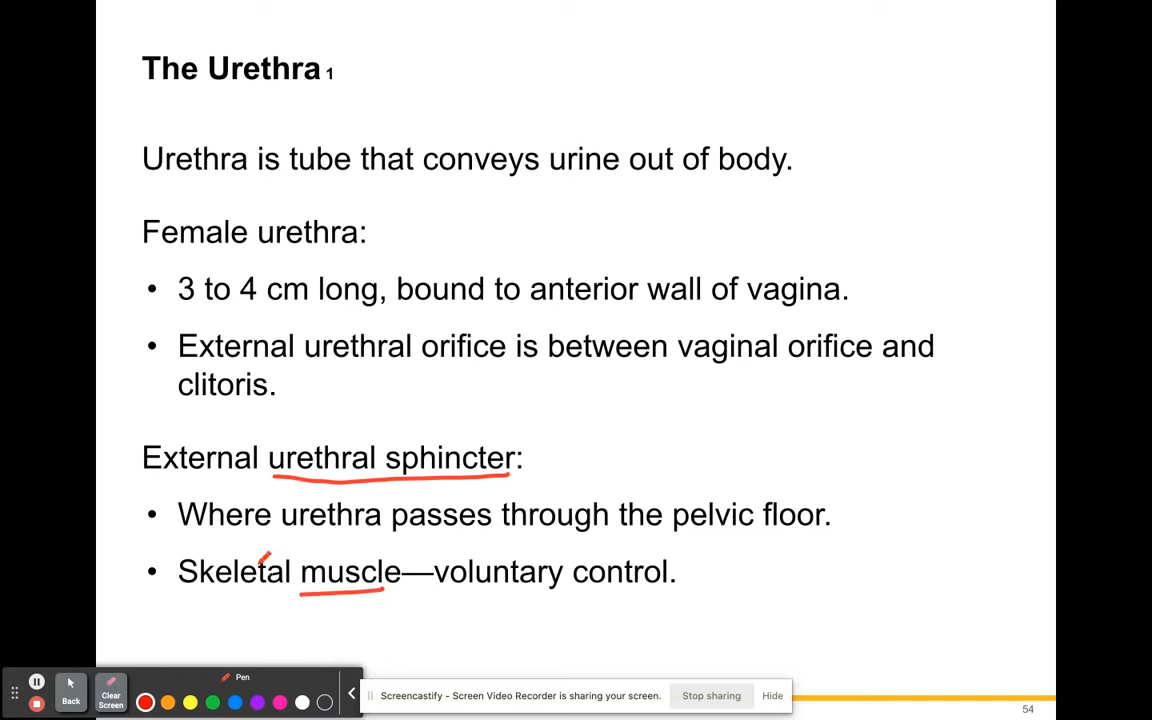 The Urethra 1
Urethra is tube that conveys urine out of body.
Female urethra:
• 3 to 4 cm long, bound to anterior wall of vagina.
• External urethral orifice is between vaginal orifice and
clitoris.
External urethral sphincter:
• Where urethra passes through the pelvic floor.
• Skeletal muscle—voluntary control.
Pen
Back
Clear
Screen
Screencastify - Screen Video Recorder is sharing your screen.
Stop sharing
Hide
54